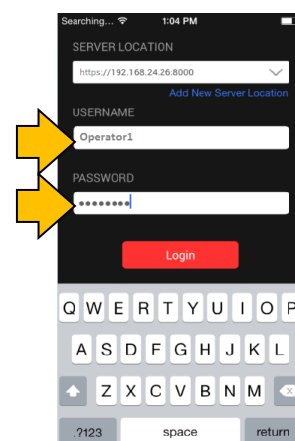 Searching... 1:04 PM
SERVER LOCATION
https://192.168.24.26:8000
Add New Server Location
USERNAME
Operator1
PASSWORD
••••••••
Login
Q W E R T Y U I O P
A S D F G H J K L
Z X C V B N M
.?123 space return